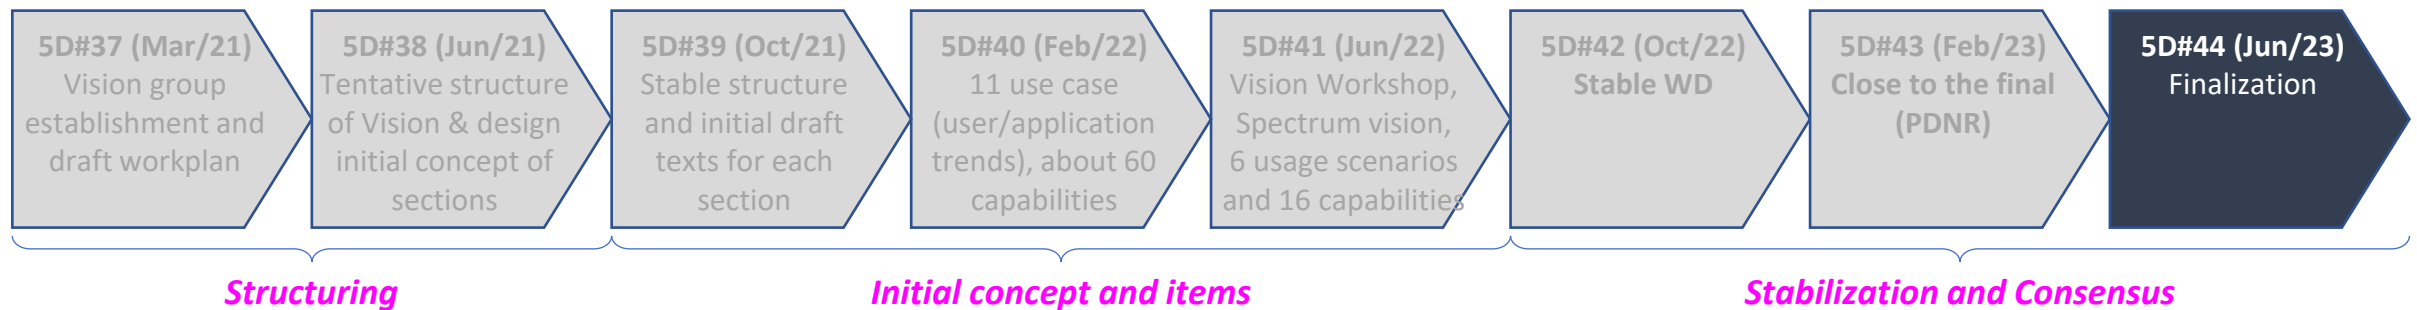 5D#37 (Mar/21)
Vision group
establishment and
draft workplan
5D#38 (Jun/21)
Tentative structure
of Vision & design
initial concept of
sections
5D#39 (Oct/21)
Stable structure
and initial draft
texts for each
section
5D#40 (Feb/22)
11 use case
(user/application
trends), about 60
capabilities
5D#41 (Jun/22)
Vision Workshop,
Spectrum vision,
6 usage scenarios
and 16 capabilities
5D#42 (Oct/22)
Stable WD
5D#43 (Feb/23)
Close to the final
(PDNR)
5D#44 (Jun/23)
Finalization
Structuring
Initial concept and items
Stabilization and Consensus